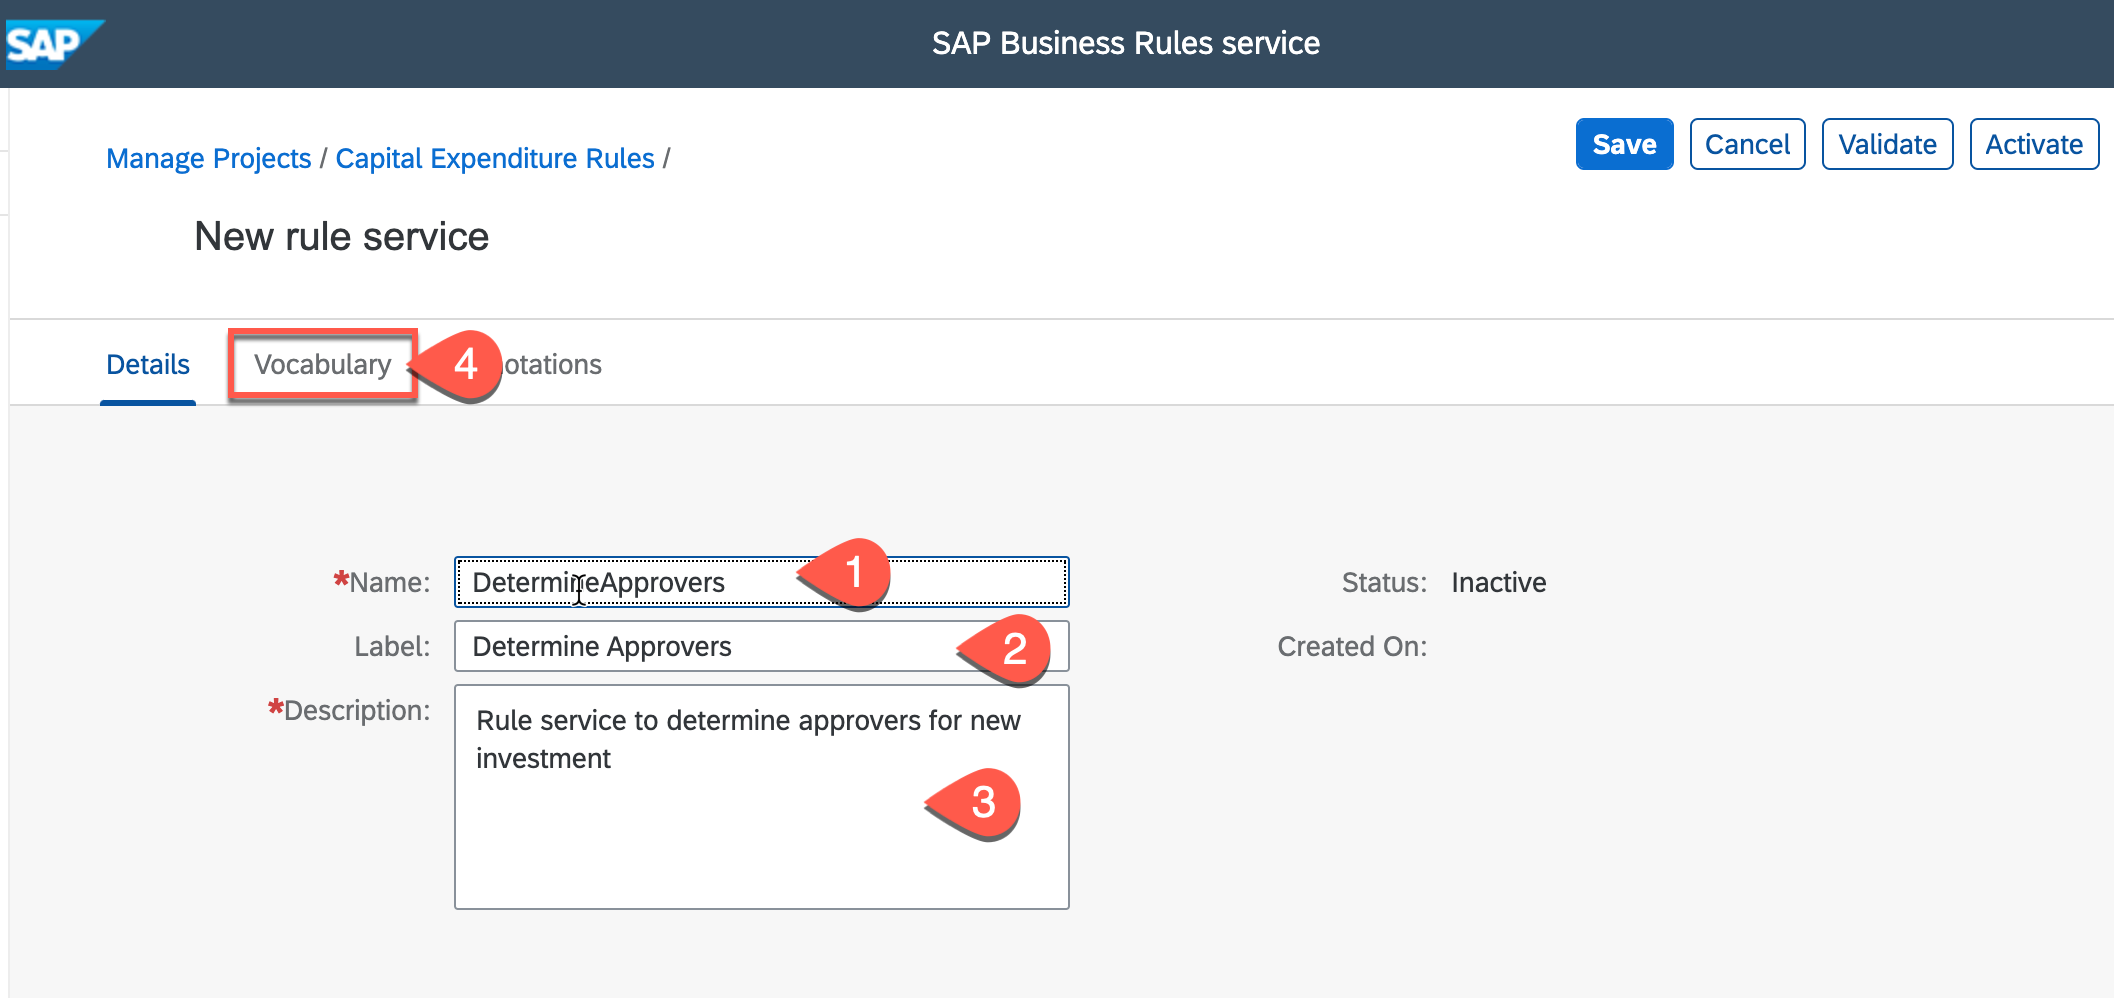 SAP
SAP Business Rules service
Manage Projects / Capital Expenditure Rules /
Save Cancel Validate Activate
New rule service
Details Vocabulary 4 otations
*Name: DetermineApprovers 1 Status: Inactive
Label: Determine Approvers 2 Created On:
*Description: Rule service to determine approvers for new
investment
3